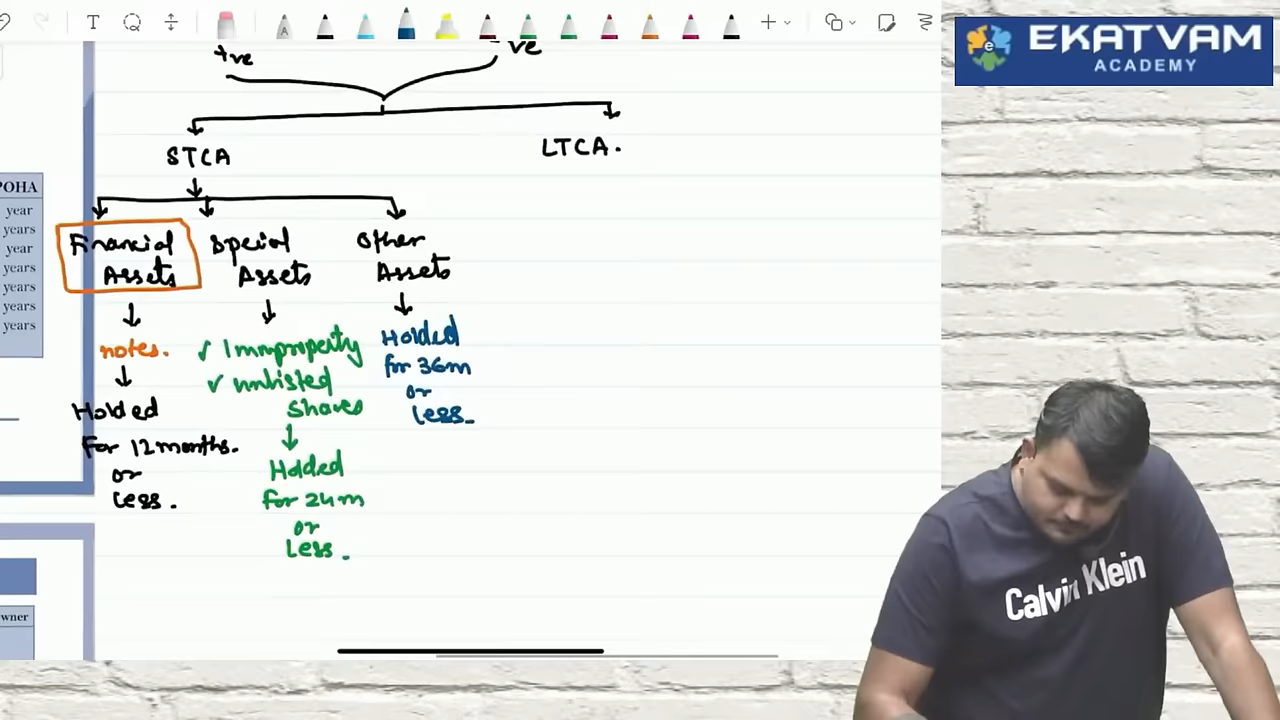 EKATVAM
ACADEMY
+ve
-ve
STCA
LTCA.
POHA
year
years
year
years
years
years
years
Financial
Assets
Special
Assets
Other
Assets
notes.
Holded
For 12 months.
or
Less.
✓ Immproperty
✓ unlisted
shares
Holded
for 24m
or
Less.
Holded
for 36m
or
Less.
wner
Calvin Klein